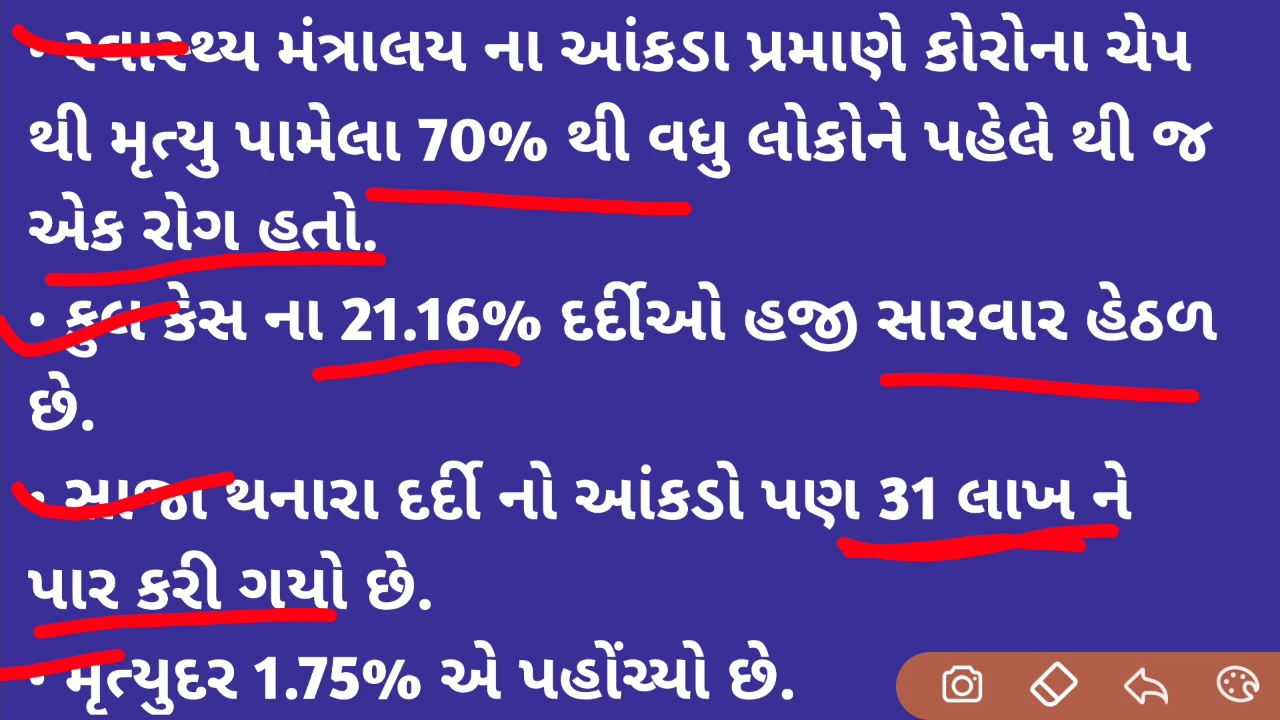 • સ્વાસ્થ્ય મંત્રાલય ના આંકડા પ્રમાણે કોરોના ચેપ
થી મૃત્યુ પામેલા 70% થી વધુ લોકોને પહેલે થી જ
એક રોગ હતો.
• કુલ કેસ ના 21.16% દર્દીઓ હજી સારવાર હેઠળ
છે.
• સાજા થનારા દર્દી નો આંકડો પણ 31 લાખ ને
પાર કરી ગયો છે.
• મૃત્યુદર 1.75% એ પહોંચ્યો છે.